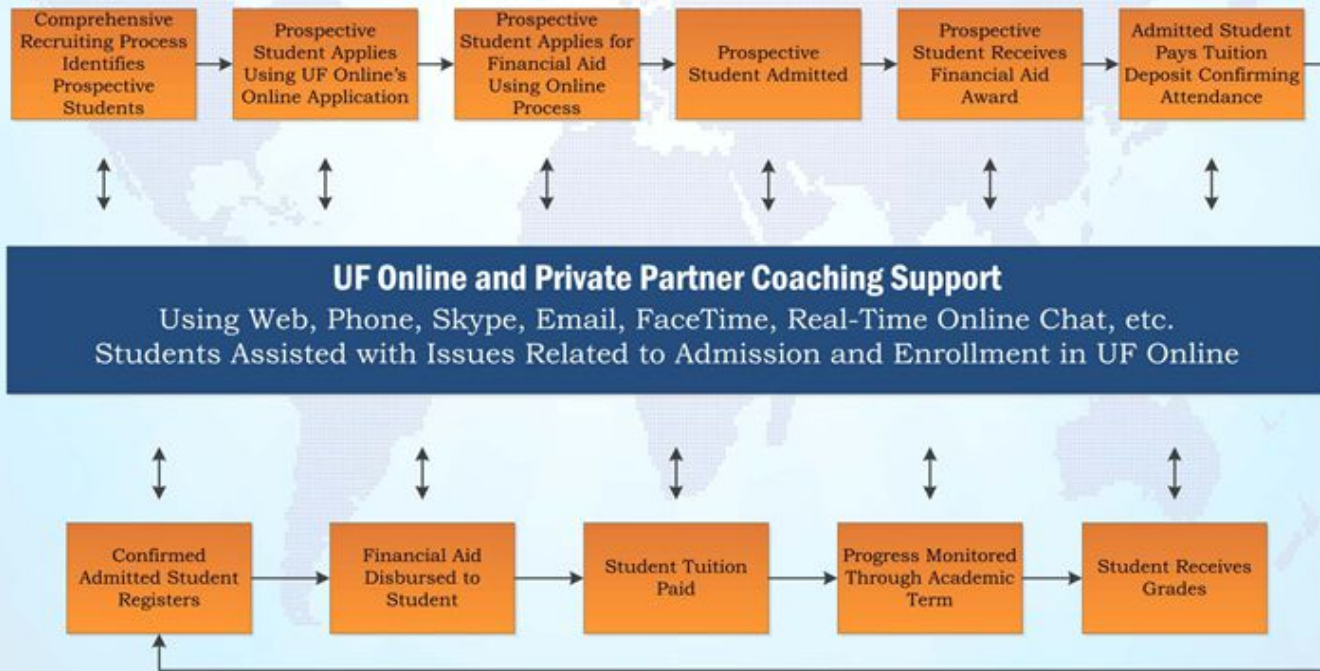 Comprehensive
Recruiting Process
Identifies
Prospective
Students
Prospective
Student Applies
Using UF Online's
Online Application
Prospective
Student Applies for
Financial Aid
Using Online
Process
Prospective
Student Admitted
Prospective
Student Receives
Financial Aid
Award
Admitted Student
Pays Tuition
Deposit Confirming
Attendance
UF Online and Private Partner Coaching Support
Using Web, Phone, Skype, Email, FaceTime, Real-Time Online Chat, etc.
Students Assisted with Issues Related to Admission and Enrollment in UF Online
Confirmed
Admitted Student
Registers
Financial Aid
Disbursed to
Student
Student Tuition
Paid
Progress Monitored
Through Academic
Term
Student Receives
Grades